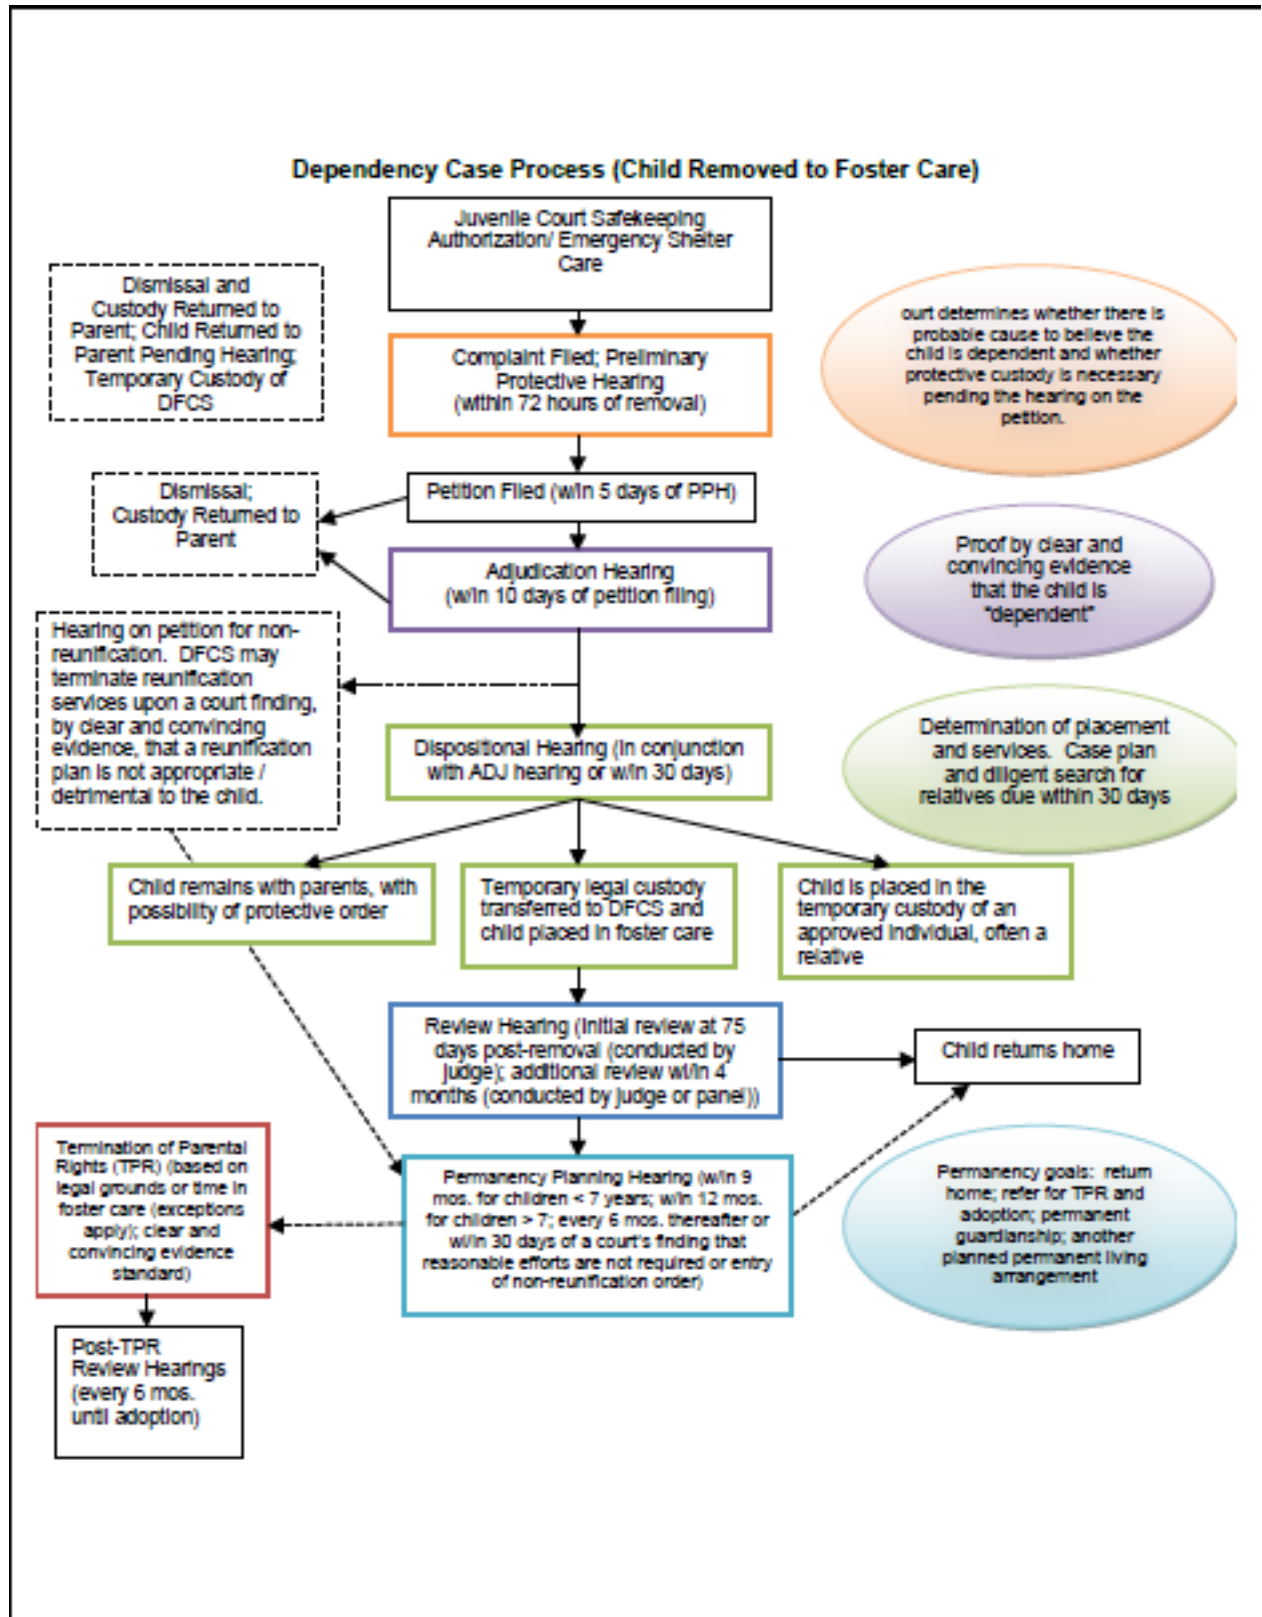 Dependency Case Process (Child Removed to Foster Care)
Juvenile Court Safekeeping
Authorization/ Emergency Shelter
Care
Dismissal and
Custody Returned to
Parent; Child Returned to
Parent Pending Hearing;
Temporary Custody of
DFCS
ourt determines whether there is
probable cause to believe the
child is dependent and whether
protective custody is necessary
pending the hearing on the
petition.
Complaint Filed; Preliminary
Protective Hearing
(within 72 hours of removal)
Petition Filed (w/in 5 days of PPH)
Dismissal;
Custody Returned to
Parent
Adjudication Hearing
(w/in 10 days of petition filing)
Proof by clear and
convincing evidence
that the child is
"dependent"
Hearing on petition for non-
reunification. DFCS may
terminate reunification
services upon a court finding,
by clear and convincing
evidence, that a reunification
plan is not appropriate /
detrimental to the child.
Dispositional Hearing (in conjunction
with ADJ hearing or w/in 30 days)
Determination of placement
and services. Case plan
and diligent search for
relatives due within 30 days
Child remains with parents, with
possibility of protective order
Temporary legal custody
transferred to DFCS and
child placed in foster care
Child is placed in the
temporary custody of an
approved individual, often a
relative
Review Hearing (initial review at 75
days post-removal (conducted by
judge); additional review wi/in 4
months (conducted by judge or panel))
Child returns home
Termination of Parental
Rights (TPR) (based on
legal grounds or time in
foster care (exceptions
apply); clear and
convincing evidence
standard)
Permanency Planning Hearing (w/in 9
mos. for children < 7 years; w/in 12 mos.
for children > 7; every 6 mos. thereafter or
w/in 30 days of a court's finding that
reasonable efforts are not required or entry
of non-reunification order)
Permanency goals: return
home; refer for TPR and
adoption; permanent
guardianship; another
planned permanent living
arrangement
Post-TPR
Review Hearings
(every 6 mos.
until adoption)